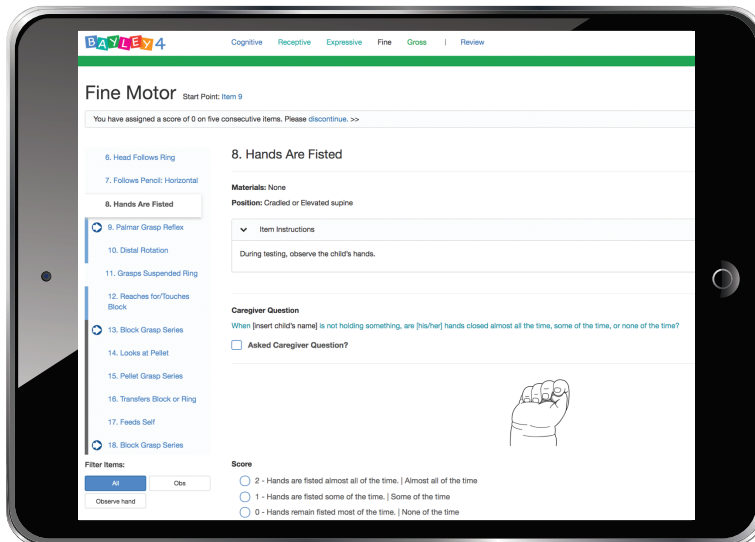 BAYLEY 4
Cognitive Receptive Expressive Fine Gross | Review
Fine Motor Start Point: Item 9
You have assigned a score of 0 on five consecutive items. Please discontinue. >>
6. Head Follows Ring
7. Follows Pencil: Horizontal
8. Hands Are Fisted
9. Palmar Grasp Reflex
10. Distal Rotation
11. Grasps Suspended Ring
12. Reaches for/Touches
Block
13. Block Grasp Series
14. Looks at Pellet
15. Pellet Grasp Series
16. Transfers Block or Ring
17. Feeds Self
18. Block Grasp Series
Filter Items:
All Obs
Observe hand
8. Hands Are Fisted
Materials: None
Position: Cradled or Elevated supine
Item Instructions
During testing, observe the child's hands.
Caregiver Question
When [insert child's name] is not holding something, are [his/her] hands closed almost all the time, some of the time, or none of the time?
Asked Caregiver Question?
Score
2 - Hands are fisted almost all of the time. | Almost all of the time
1 - Hands are fisted some of the time. | Some of the time
0 - Hands remain fisted most of the time. | None of the time